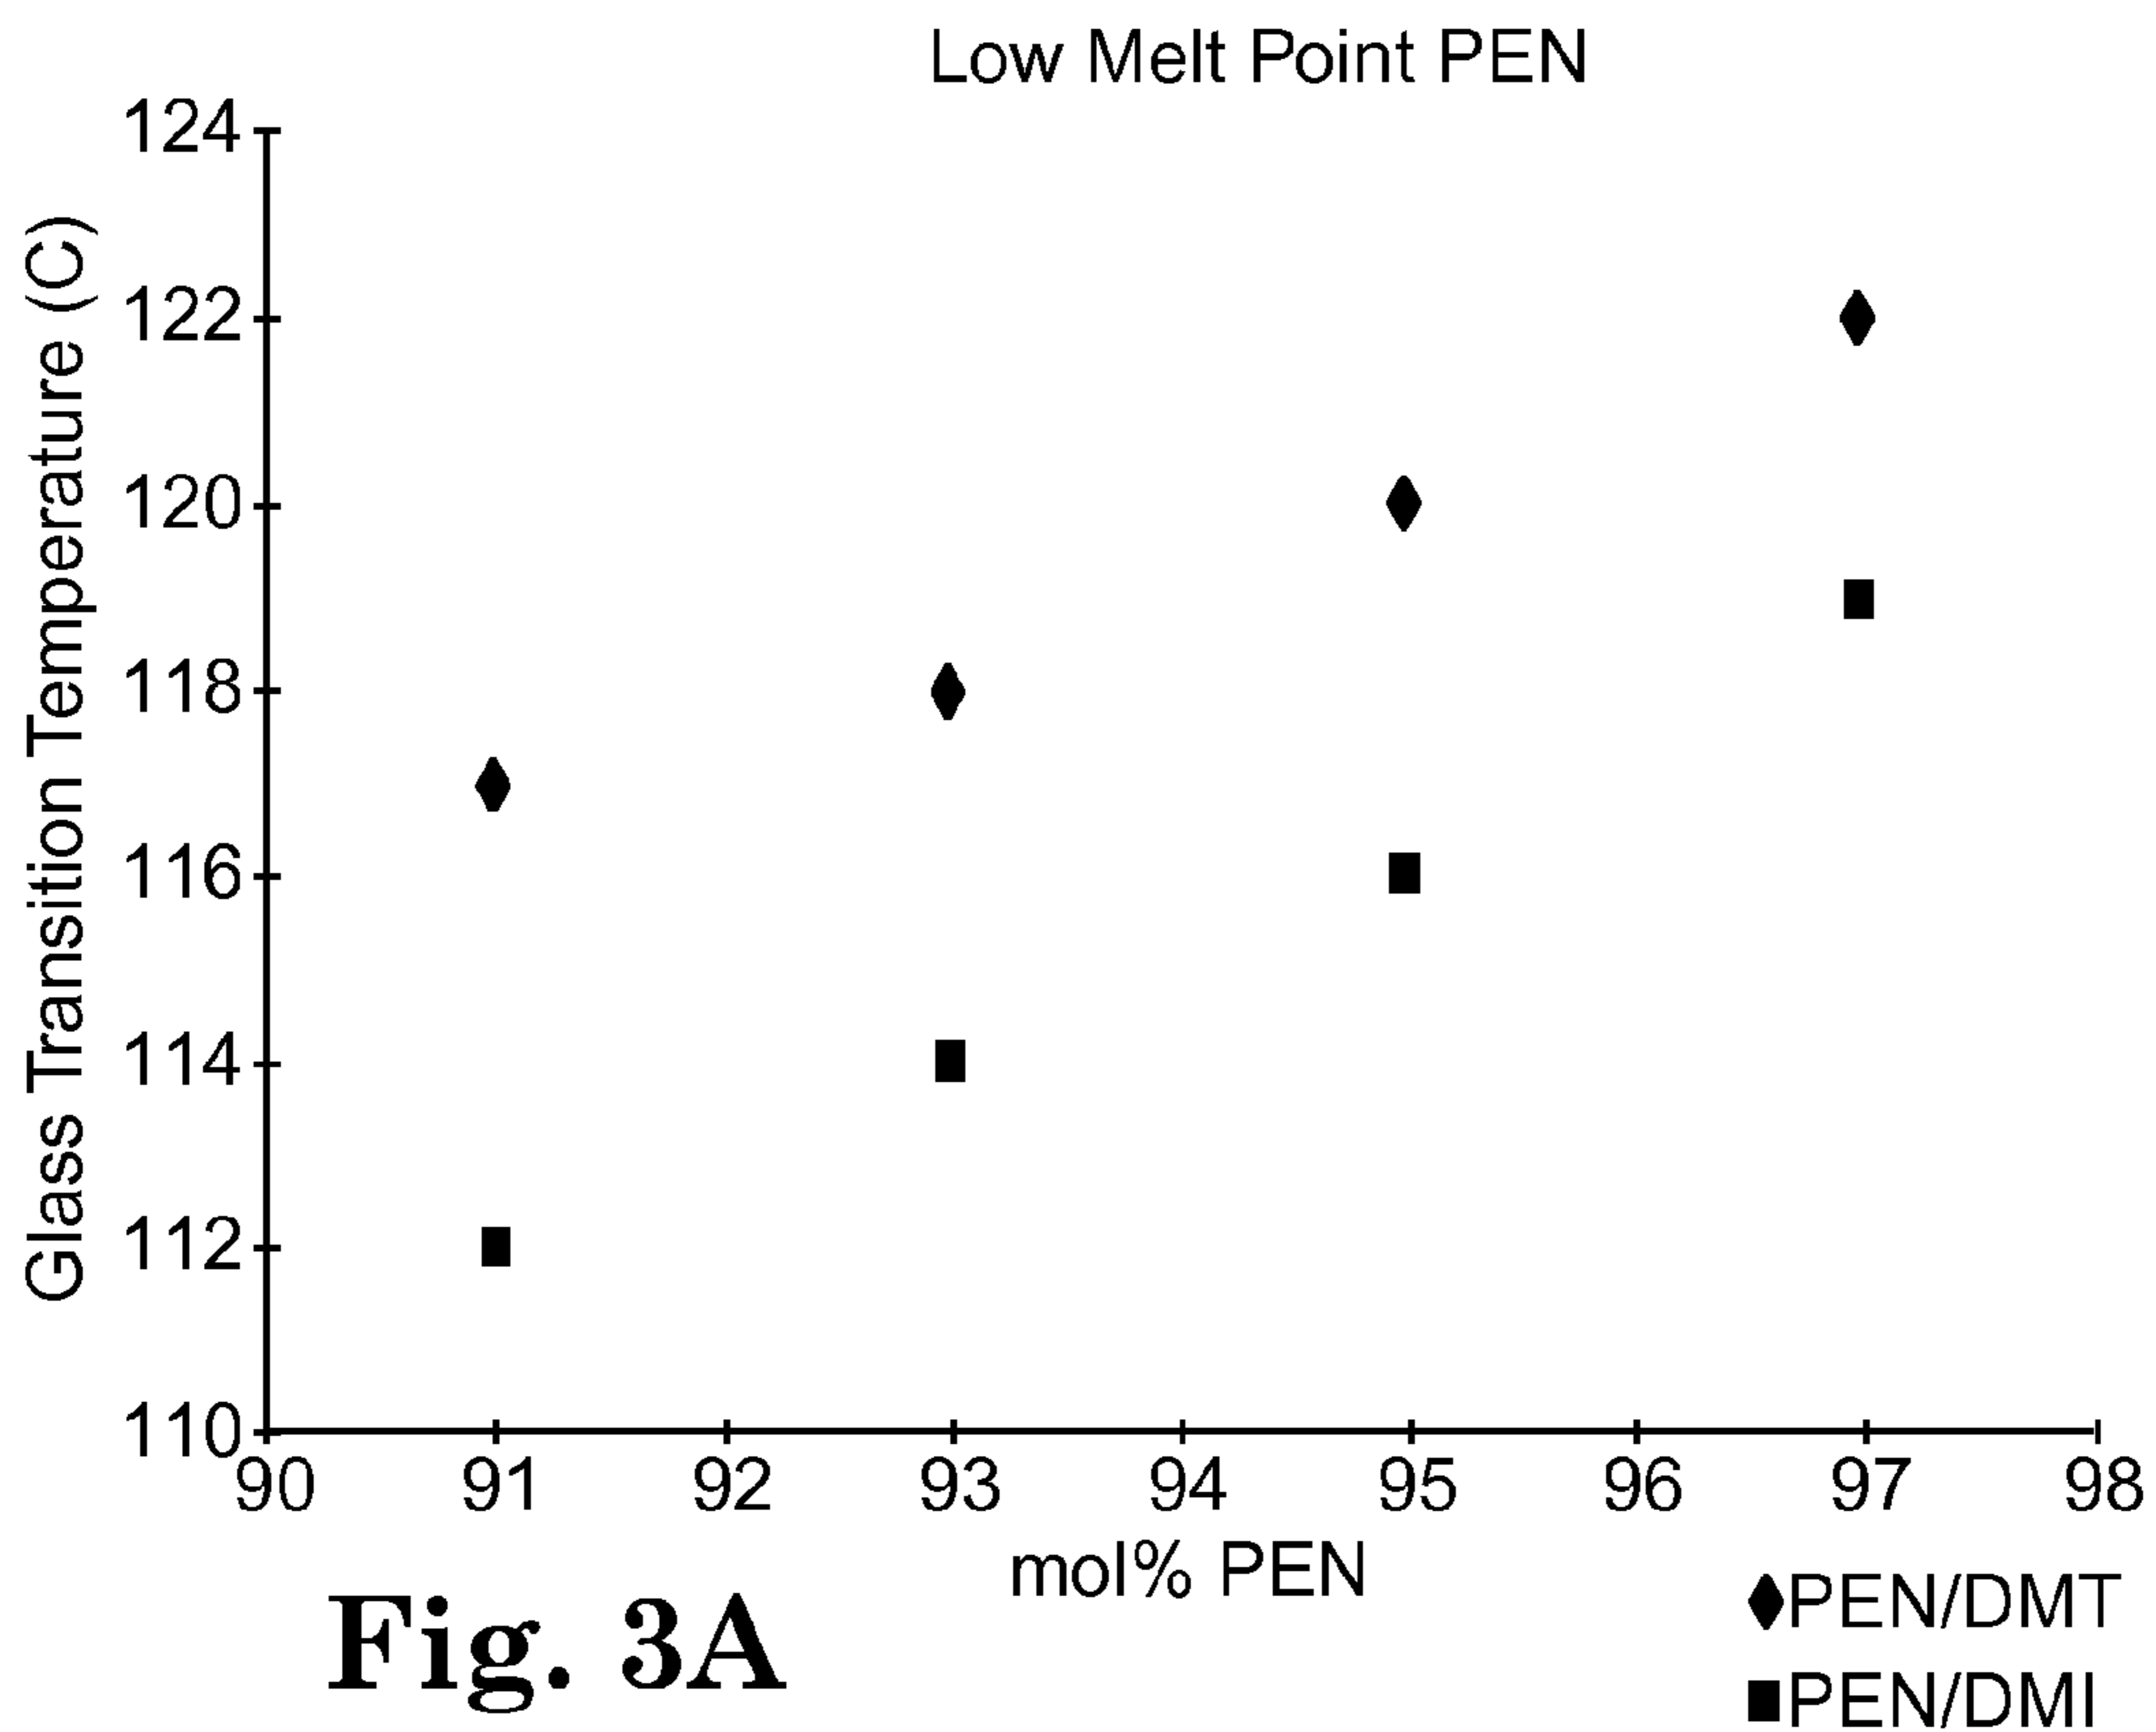 Low Melt Point PEN
Glass Transition Temperature (C)
124
122
120
118
116
114
112
110
90 91 92 93 94 95 96 97 98
mol% PEN
PEN/DMT
PEN/DMI
Fig. 3A